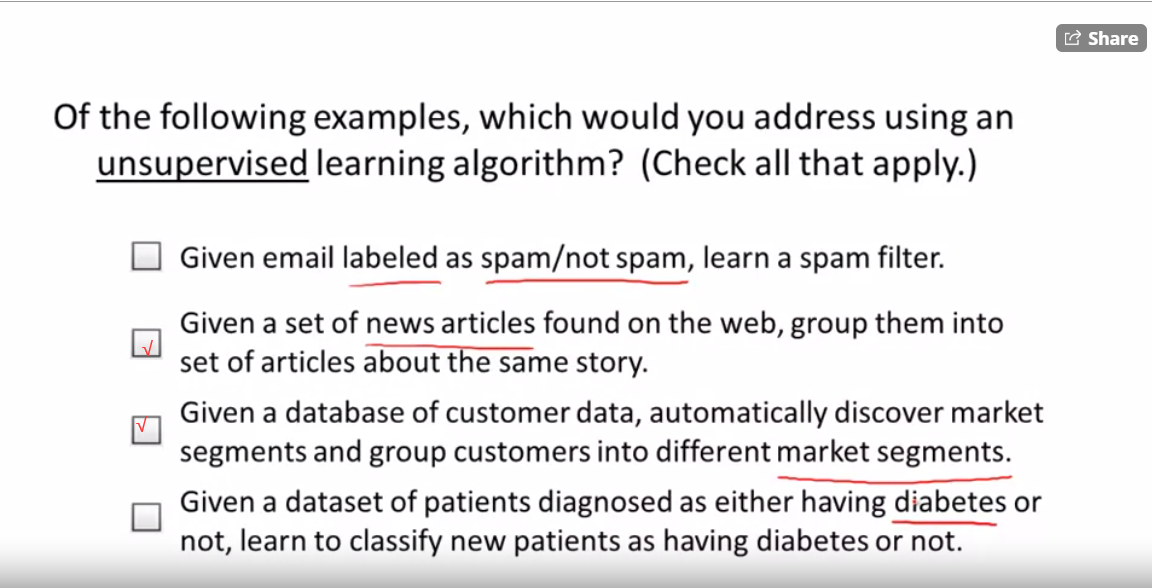 Share
Of the following examples, which would you address using an
unsupervised learning algorithm? (Check all that apply.)
Given email labeled as spam/not spam, learn a spam filter.
Given a set of news articles found on the web, group them into
set of articles about the same story.
Given a database of customer data, automatically discover market
segments and group customers into different market segments.
Given a dataset of patients diagnosed as either having diabetes or
not, learn to classify new patients as having diabetes or not.